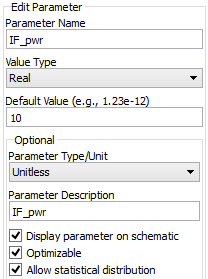 Edit Parameter
Parameter Name
IF_pwr
Value Type
Real
Default Value (e.g., 1.23e-12)
10
Optional
Parameter Type/Unit
Unitless
Parameter Description
IF_pwr
Display parameter on schematic
Optimizable
Allow statistical distribution